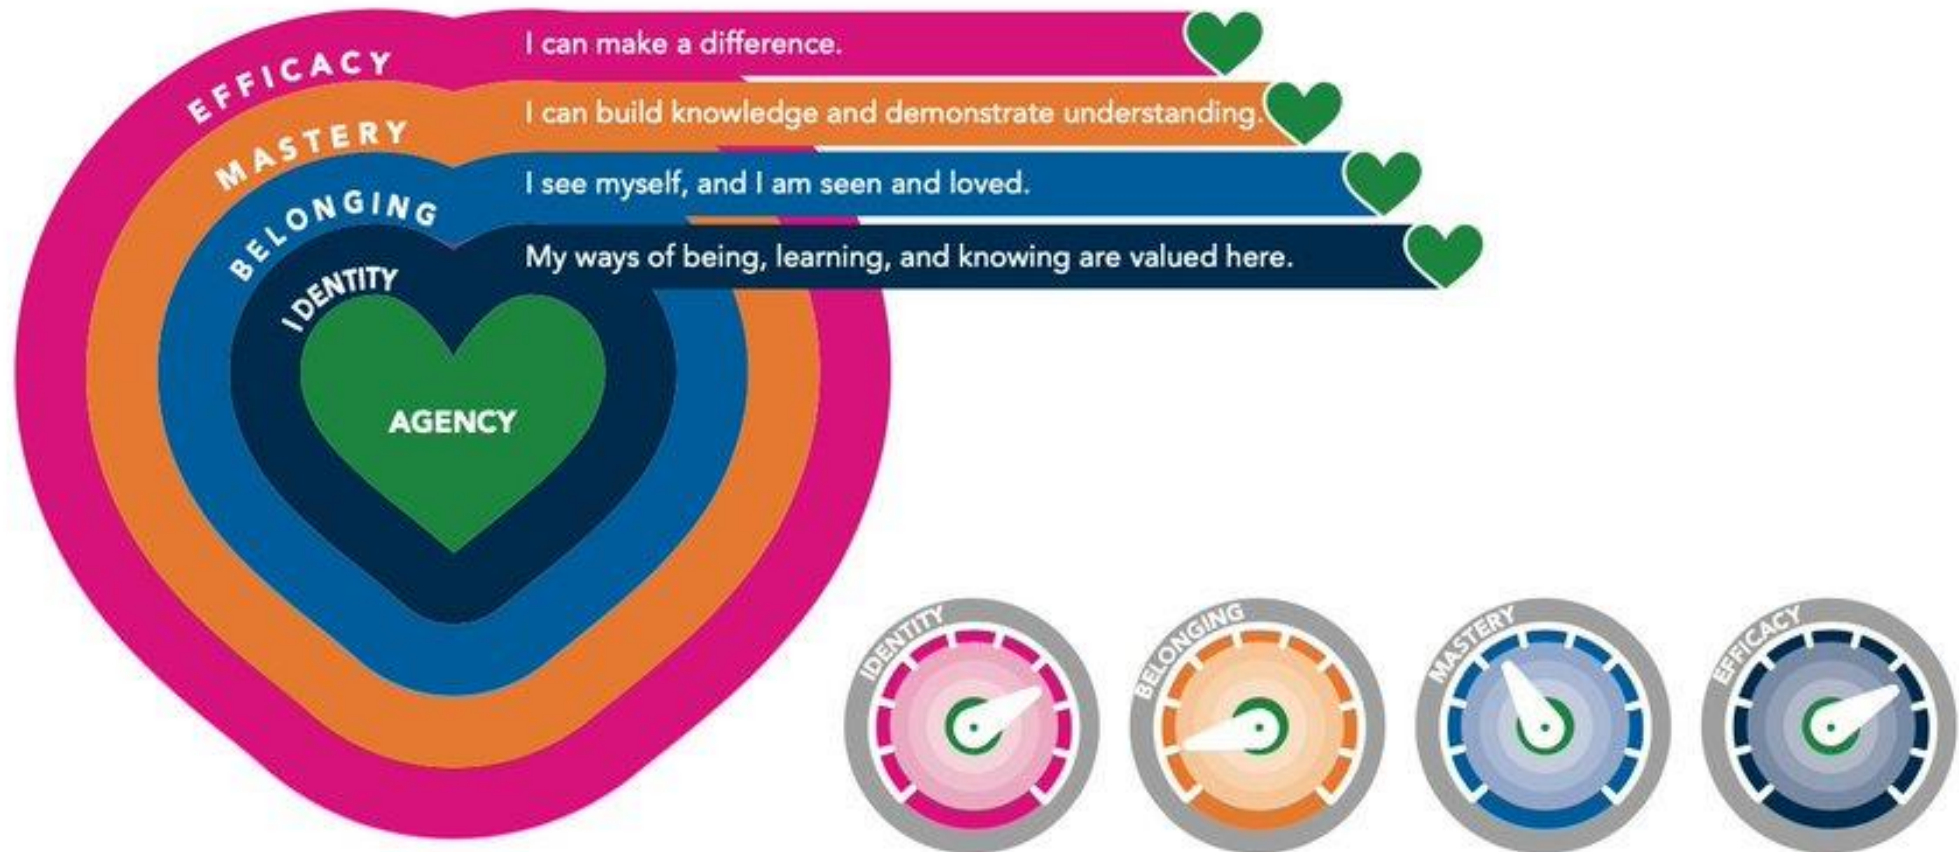 EFFICACY
I can make a difference.
MASTERY
I can build knowledge and demonstrate understanding.
BELONGING
I see myself, and I am seen and loved.
IDENTITY
My ways of being, learning, and knowing are valued here.
AGENCY
IDENTITY
BELONGING
MASTERY
EFFICACY